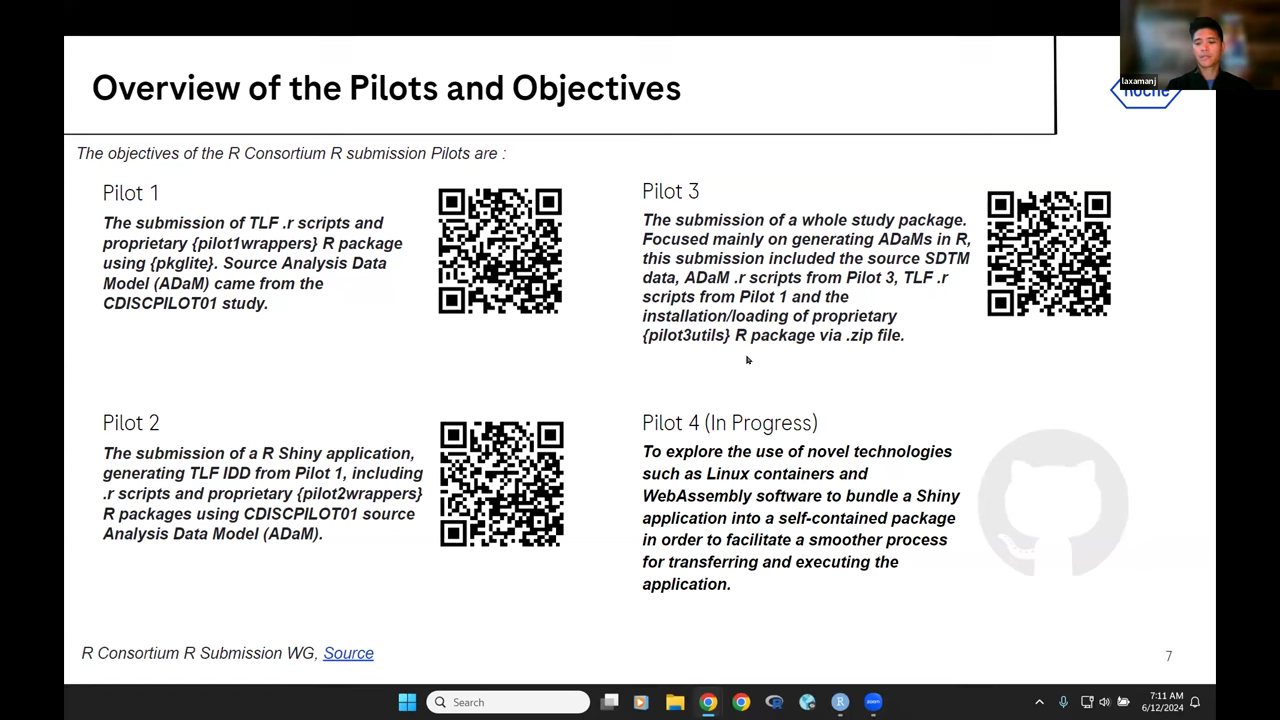 Overview of the Pilots and Objectives
laxamanj
Roche
The objectives of the R Consortium R submission Pilots are :
Pilot 1
The submission of TLF .r scripts and
proprietary {pilot1wrappers} R package
using {pkglite}. Source Analysis Data
Model (ADaM) came from the
CDISCPILOT01 study.
Pilot 3
The submission of a whole study package.
Focused mainly on generating ADaMs in R,
this submission included the source SDTM
data, ADaM .r scripts from Pilot 3, TLF .r
scripts from Pilot 1 and the
installation/loading of proprietary
{pilot3utils} R package via .zip file.
Pilot 2
The submission of a R Shiny application,
generating TLF IDD from Pilot 1, including
.r scripts and proprietary {pilot2wrappers}
R packages using CDISCPILOT01 source
Analysis Data Model (ADaM).
Pilot 4 (In Progress)
To explore the use of novel technologies
such as Linux containers and
WebAssembly software to bundle a Shiny
application into a self-contained package
in order to facilitate a smoother process
for transferring and executing the
application.
R Consortium R Submission WG, Source
7
Search
7:11 AM
6/12/2024